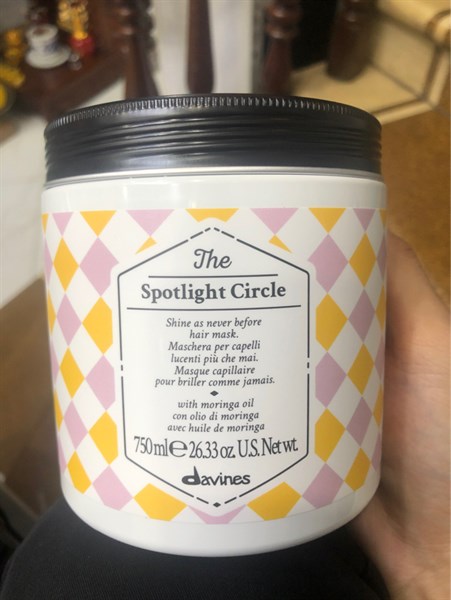 The
Spotlight Circle
Shine as never before
hair mask.
Maschera per capelli
lucenti più che mai.
Masque capillaire
pour briller comme jamais.
with moringa oil
con olio di moringa
avec huile de moringa
750 ml ℮ 26.33 oz. U.S. Net wt.
davines